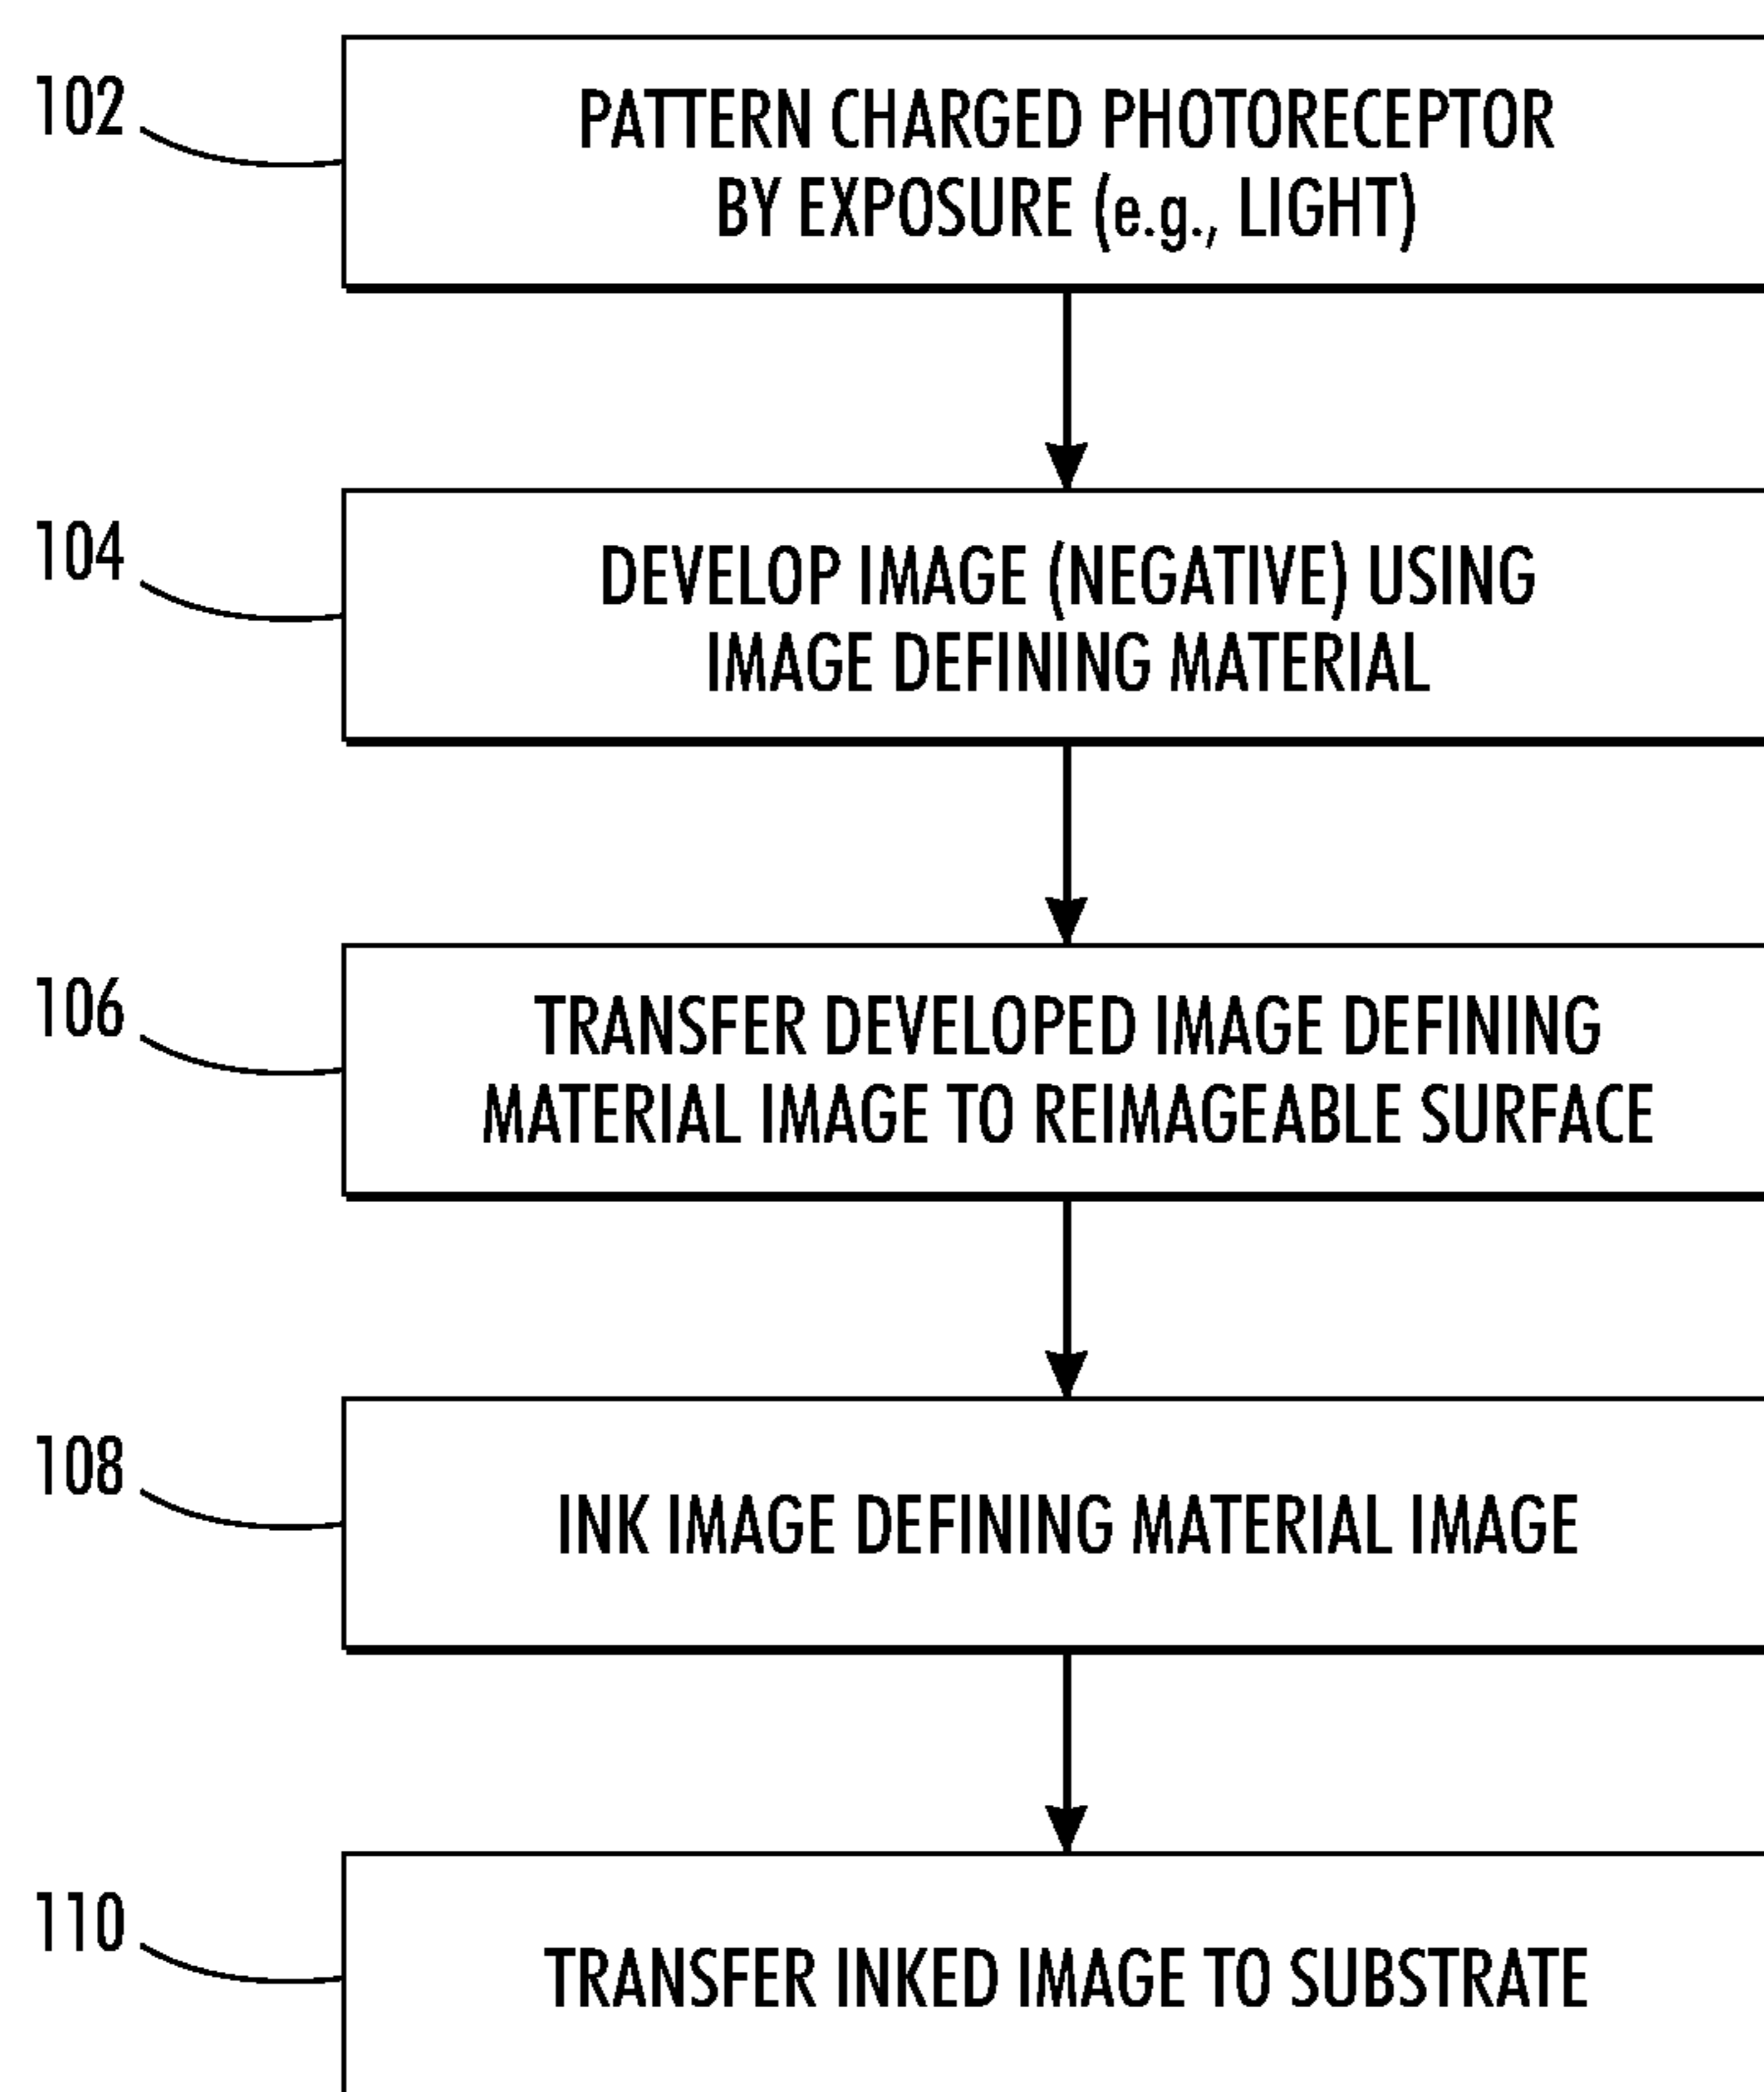 102
PATTERN CHARGED PHOTORECEPTOR
BY EXPOSURE (e.g., LIGHT)
104
DEVELOP IMAGE (NEGATIVE) USING
IMAGE DEFINING MATERIAL
106
TRANSFER DEVELOPED IMAGE DEFINING
MATERIAL IMAGE TO REIMAGEABLE SURFACE
108
INK IMAGE DEFINING MATERIAL IMAGE
110
TRANSFER INKED IMAGE TO SUBSTRATE